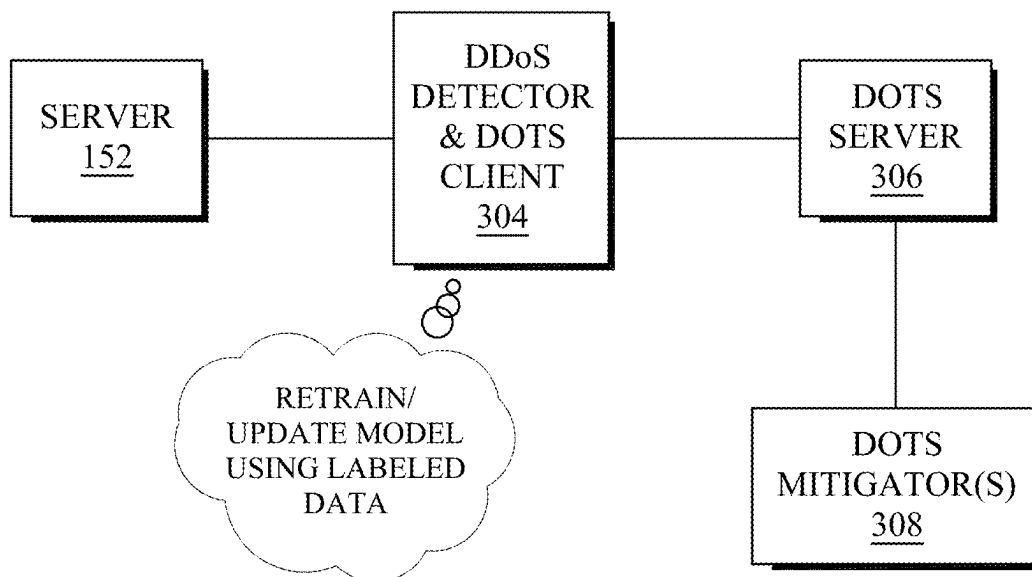 SERVER
152
DDoS
DETECTOR
& DOTS
CLIENT
304
DOTS
SERVER
306
RETRAIN/
UPDATE MODEL
USING LABELED
DATA
DOTS
MITIGATOR(S)
308